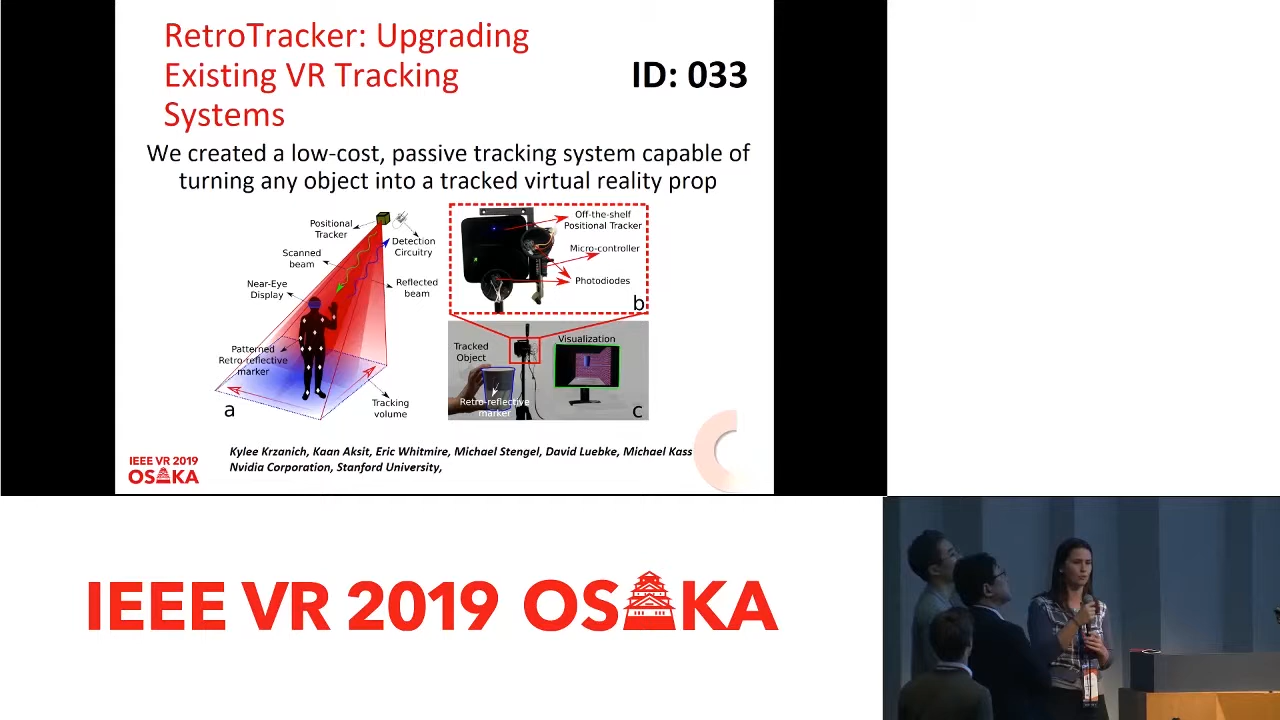 RetroTracker: Upgrading
Existing VR Tracking
Systems
ID: 033
We created a low-cost, passive tracking system capable of
turning any object into a tracked virtual reality prop
Positional
Tracker
Detection
Circuitry
Scanned
beam
Near-Eye
Display
Reflected
beam
Patterned
Retro-reflective
marker
Tracking
volume
a
Off-the-shelf
Positional Tracker
Micro-controller
Photodiodes
b
Tracked
Object
Visualization
Retro-reflective
marker
c
Kylee Krzanich, Kaan Aksit, Eric Whitmire, Michael Stengel, David Luebke, Michael Kass
Nvidia Corporation, Stanford University,
IEEE VR 2019
OSAKA
IEEE VR 2019 OSAKA